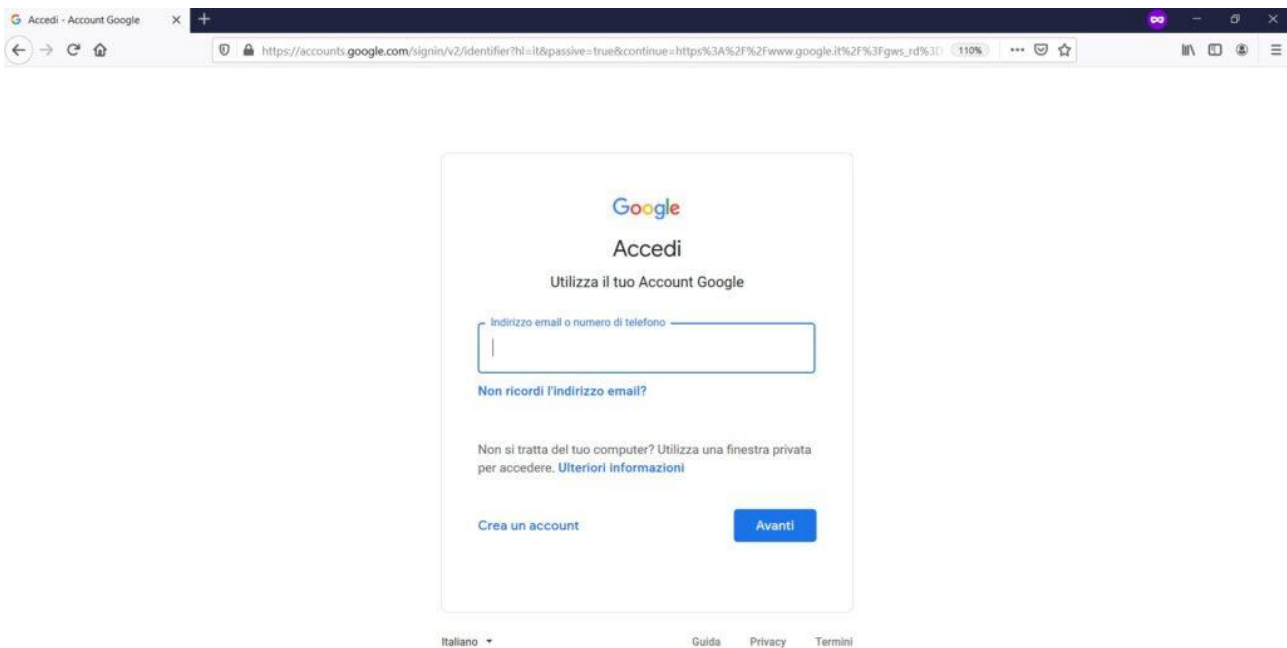 Accedi - Account Google
https://accounts.google.com/signin/v2/identifier?hl=it&passive=true&continue=https%3A%2F%2Fwww.google.it%2F%3Fgws_rd%3D 110%
Google
Accedi
Utilizza il tuo Account Google
Indirizzo email o numero di telefono
Non ricordi l'indirizzo email?
Non si tratta del tuo computer? Utilizza una finestra privata
per accedere. Ulteriori informazioni
Crea un account Avanti
Italiano Guida Privacy Termini